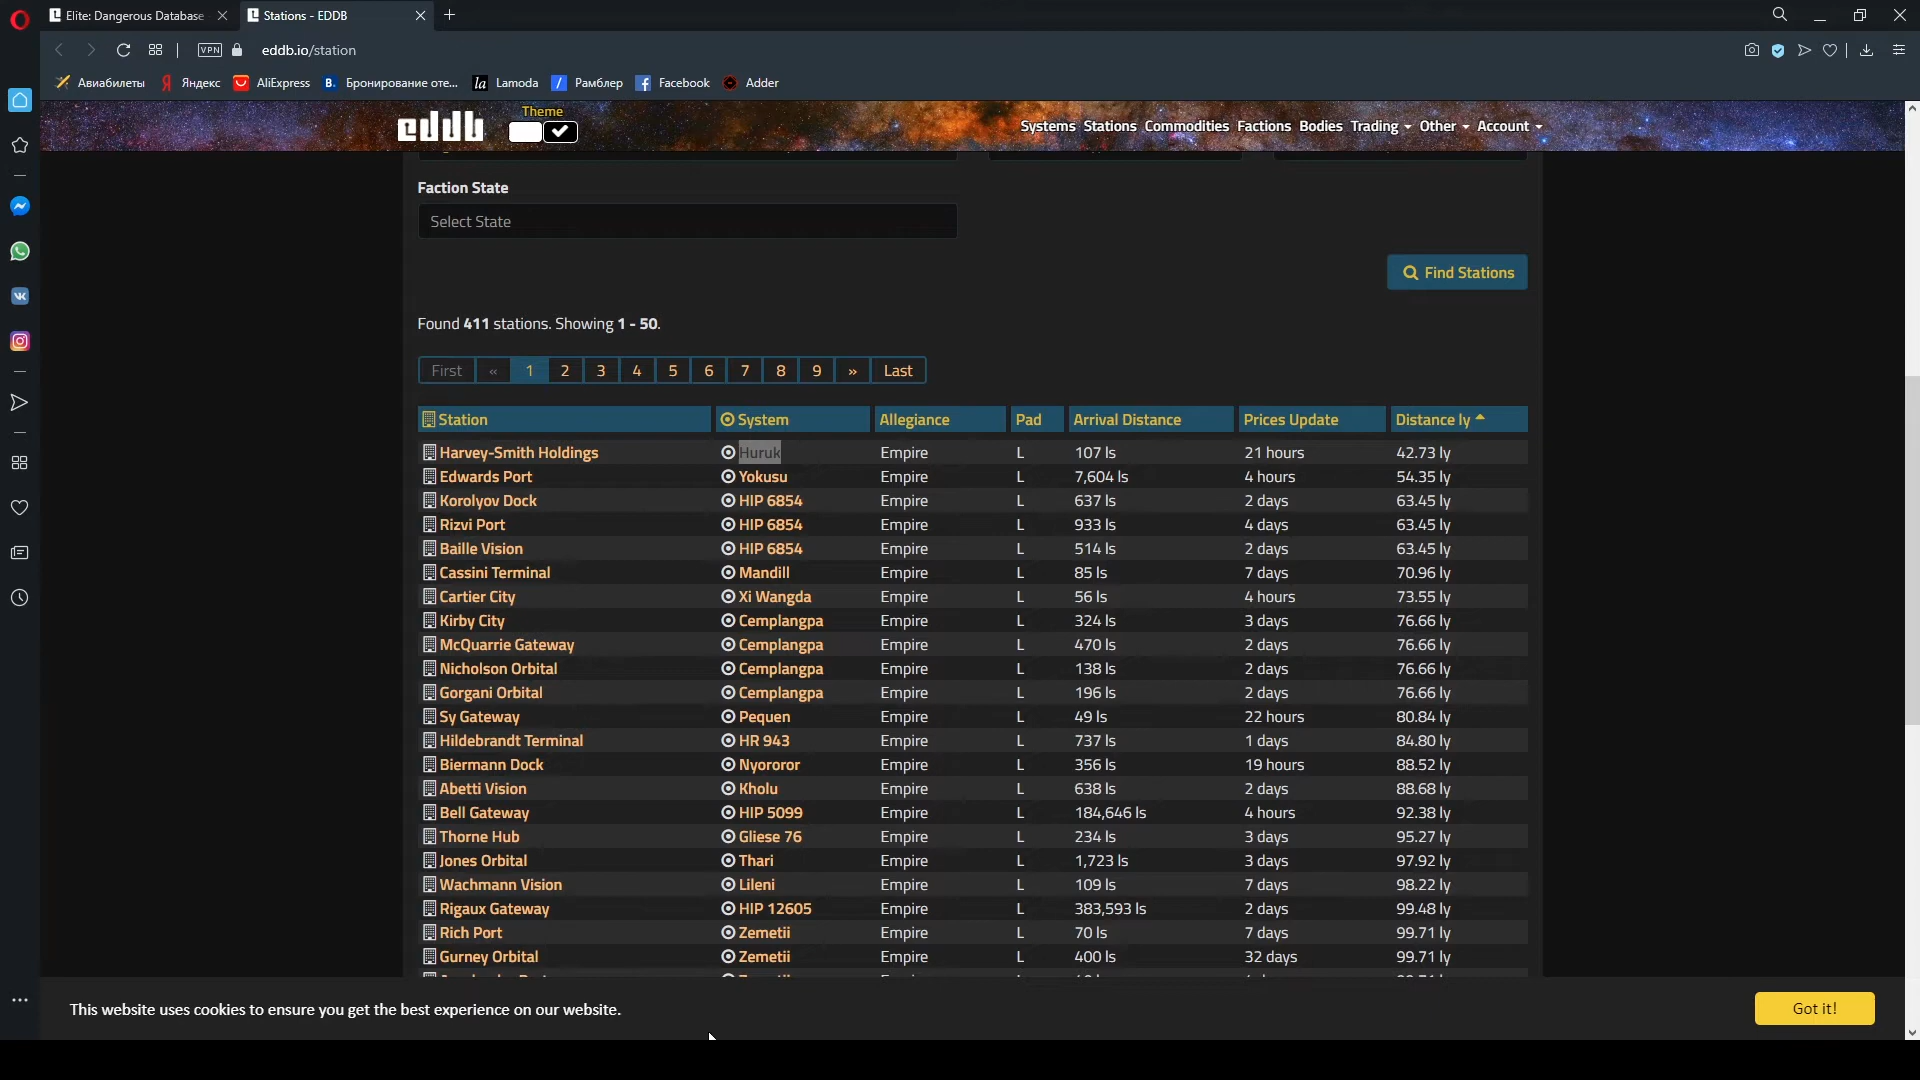 Elite: Dangerous Database
Stations - EDDB
VPN eddb.io/station
Авиабилеты Яндекс AliExpress Бронирование оте... Lamoda Рамблер Facebook Adder
eddb Theme Systems Stations Commodities Factions Bodies Trading Other Account
Faction State
Select State
Find Stations
Found 411 stations. Showing 1 - 50.
First « 1 2 3 4 5 6 7 8 9 » Last
Station System Allegiance Pad Arrival Distance Prices Update Distance ly
Harvey-Smith Holdings Huruk Empire L 107 ls 21 hours 42.73 ly
Edwards Port Yokusu Empire L 7,604 ls 4 hours 54.35 ly
Korolyov Dock HIP 6854 Empire L 637 ls 2 days 63.45 ly
Rizvi Port HIP 6854 Empire L 933 ls 4 days 63.45 ly
Baille Vision HIP 6854 Empire L 514 ls 2 days 63.45 ly
Cassini Terminal Mandill Empire L 85 ls 7 days 70.96 ly
Cartier City Xi Wangda Empire L 56 ls 4 hours 73.55 ly
Kirby City Cemplangpa Empire L 324 ls 3 days 76.66 ly
McQuarrie Gateway Cemplangpa Empire L 470 ls 2 days 76.66 ly
Nicholson Orbital Cemplangpa Empire L 138 ls 2 days 76.66 ly
Gorgani Orbital Cemplangpa Empire L 196 ls 2 days 76.66 ly
Sy Gateway Pequen Empire L 49 ls 22 hours 80.84 ly
Hildebrandt Terminal HR 943 Empire L 737 ls 1 days 84.80 ly
Biermann Dock Nyororor Empire L 356 ls 19 hours 88.52 ly
Abetti Vision Kholu Empire L 638 ls 2 days 88.68 ly
Bell Gateway HIP 5099 Empire L 184,646 ls 4 hours 92.38 ly
Thorne Hub Gliese 76 Empire L 234 ls 3 days 95.27 ly
Jones Orbital Thari Empire L 1,723 ls 3 days 97.92 ly
Wachmann Vision Lileni Empire L 109 ls 7 days 98.22 ly
Rigaux Gateway HIP 12605 Empire L 383,593 ls 2 days 99.48 ly
Rich Port Zemetii Empire L 70 ls 7 days 99.71 ly
Gurney Orbital Zemetii Empire L 400 ls 32 days 99.71 ly
This website uses cookies to ensure you get the best experience on our website.
Got it!